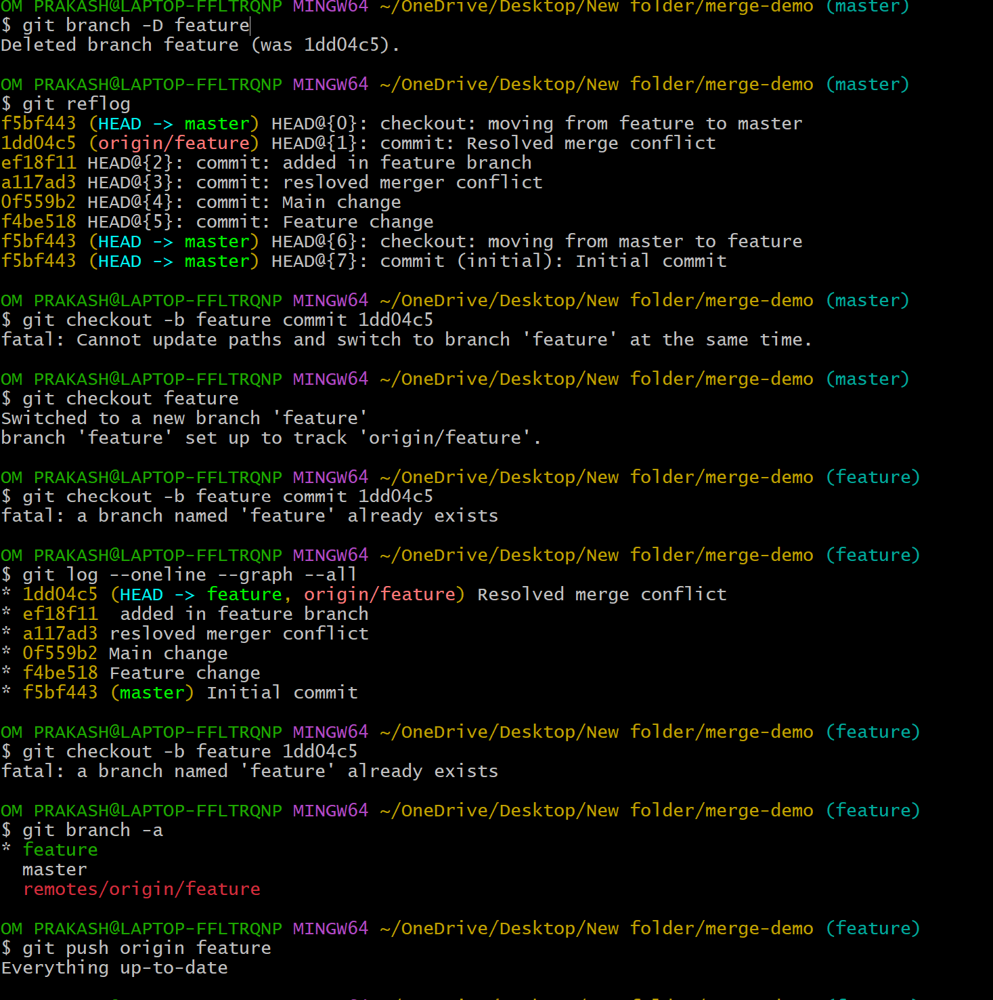 OM PRAKASH@LAPTOP-FFLTRQNP MINGW64 ~/OneDrive/Desktop/New folder/merge-demo (master)
$ git branch -D feature
Deleted branch feature (was 1dd04c5).
OM PRAKASH@LAPTOP-FFLTRQNP MINGW64 ~/OneDrive/Desktop/New folder/merge-demo (master)
$ git reflog
f5bf443 (HEAD -> master) HEAD@{0}: checkout: moving from feature to master
1dd04c5 (origin/feature) HEAD@{1}: commit: Resolved merge conflict
ef18f11 HEAD@{2}: commit: added in feature branch
a117ad3 HEAD@{3}: commit: resloved merger conflict
0f559b2 HEAD@{4}: commit: Main change
f4be518 HEAD@{5}: commit: Feature change
f5bf443 (HEAD -> master) HEAD@{6}: checkout: moving from master to feature
f5bf443 (HEAD -> master) HEAD@{7}: commit (initial): Initial commit
OM PRAKASH@LAPTOP-FFLTRQNP MINGW64 ~/OneDrive/Desktop/New folder/merge-demo (master)
$ git checkout -b feature commit 1dd04c5
fatal: Cannot update paths and switch to branch 'feature' at the same time.
OM PRAKASH@LAPTOP-FFLTRQNP MINGW64 ~/OneDrive/Desktop/New folder/merge-demo (master)
$ git checkout feature
Switched to a new branch 'feature'
branch 'feature' set up to track 'origin/feature'.
OM PRAKASH@LAPTOP-FFLTRQNP MINGW64 ~/OneDrive/Desktop/New folder/merge-demo (feature)
$ git checkout -b feature commit 1dd04c5
fatal: a branch named 'feature' already exists
OM PRAKASH@LAPTOP-FFLTRQNP MINGW64 ~/OneDrive/Desktop/New folder/merge-demo (feature)
$ git log --oneline --graph --all
* 1dd04c5 (HEAD -> feature, origin/feature) Resolved merge conflict
* ef18f11  added in feature branch
* a117ad3 resloved merger conflict
* 0f559b2 Main change
* f4be518 Feature change
* f5bf443 (master) Initial commit
OM PRAKASH@LAPTOP-FFLTRQNP MINGW64 ~/OneDrive/Desktop/New folder/merge-demo (feature)
$ git checkout -b feature 1dd04c5
fatal: a branch named 'feature' already exists
OM PRAKASH@LAPTOP-FFLTRQNP MINGW64 ~/OneDrive/Desktop/New folder/merge-demo (feature)
$ git branch -a
* feature
master
remotes/origin/feature
OM PRAKASH@LAPTOP-FFLTRQNP MINGW64 ~/OneDrive/Desktop/New folder/merge-demo (feature)
$ git push origin feature
Everything up-to-date